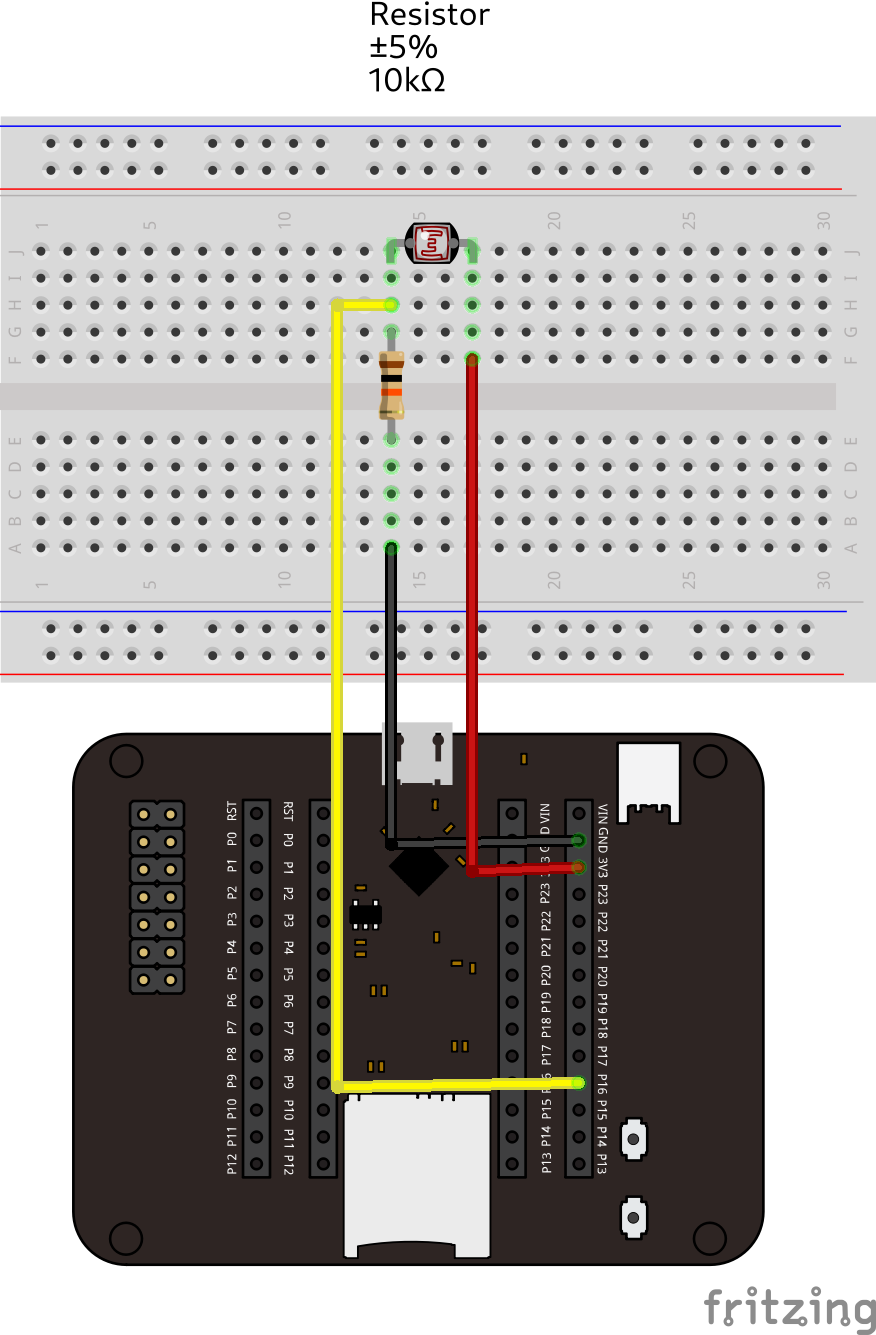 Resistor
±5%
10kΩ
1 5 10 15 20 25 30
J J
I I
H H
G G
F F
E E
D D
C C
B B
A A
1 5 10 15 20 25 30
RST RST VIN VIN
P0 P0 GND
P1 P1 3V3
P2 P2 P23 P23
P3 P3 P22 P22
P4 P4 P21 P21
P5 P5 P20 P20
P6 P6 P19 P19
P7 P7 P18 P18
P8 P8 P17 P17
P9 P9 P16
P10 P10 P15 P15
P11 P11 P14 P14
P12 P12 P13 P13
fritzing